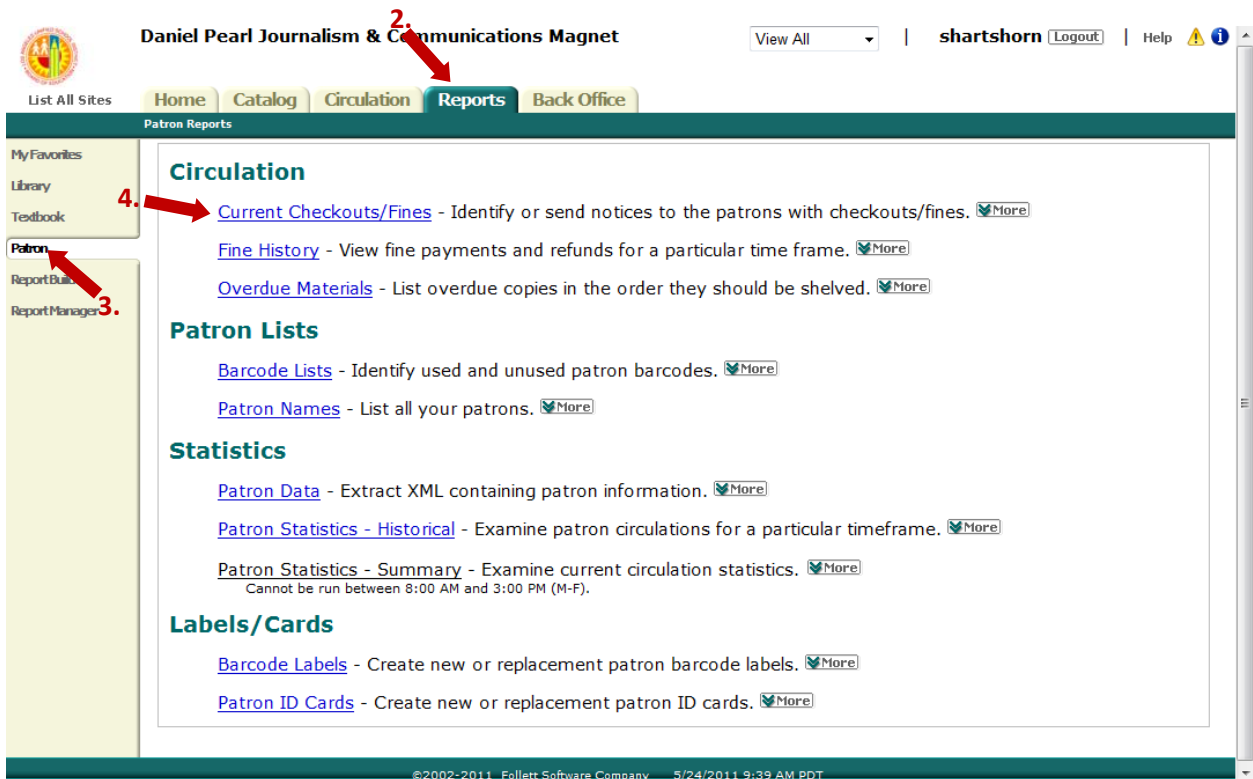 2.
Daniel Pearl Journalism & Communications Magnet
View All
| shartshorn Logout | Help
List All Sites
Home Catalog Circulation Reports Back Office
Patron Reports
My Favorites
Library
Textbook
Patron
Report
Report Manager
3.
4.
Circulation
Current Checkouts/Fines - Identify or send notices to the patrons with checkouts/fines. More
Fine History - View fine payments and refunds for a particular time frame. More
Overdue Materials - List overdue copies in the order they should be shelved. More
Patron Lists
Barcode Lists - Identify used and unused patron barcodes. More
Patron Names - List all your patrons. More
Statistics
Patron Data - Extract XML containing patron information. More
Patron Statistics - Historical - Examine patron circulations for a particular timeframe. More
Patron Statistics - Summary - Examine current circulation statistics. More
Cannot be run between 8:00 AM and 3:00 PM (M-F).
Labels/Cards
Barcode Labels - Create new or replacement patron barcode labels. More
Patron ID Cards - Create new or replacement patron ID cards. More
©2002-2011 Follett Software Company 5/24/2011 9:39 AM PDT